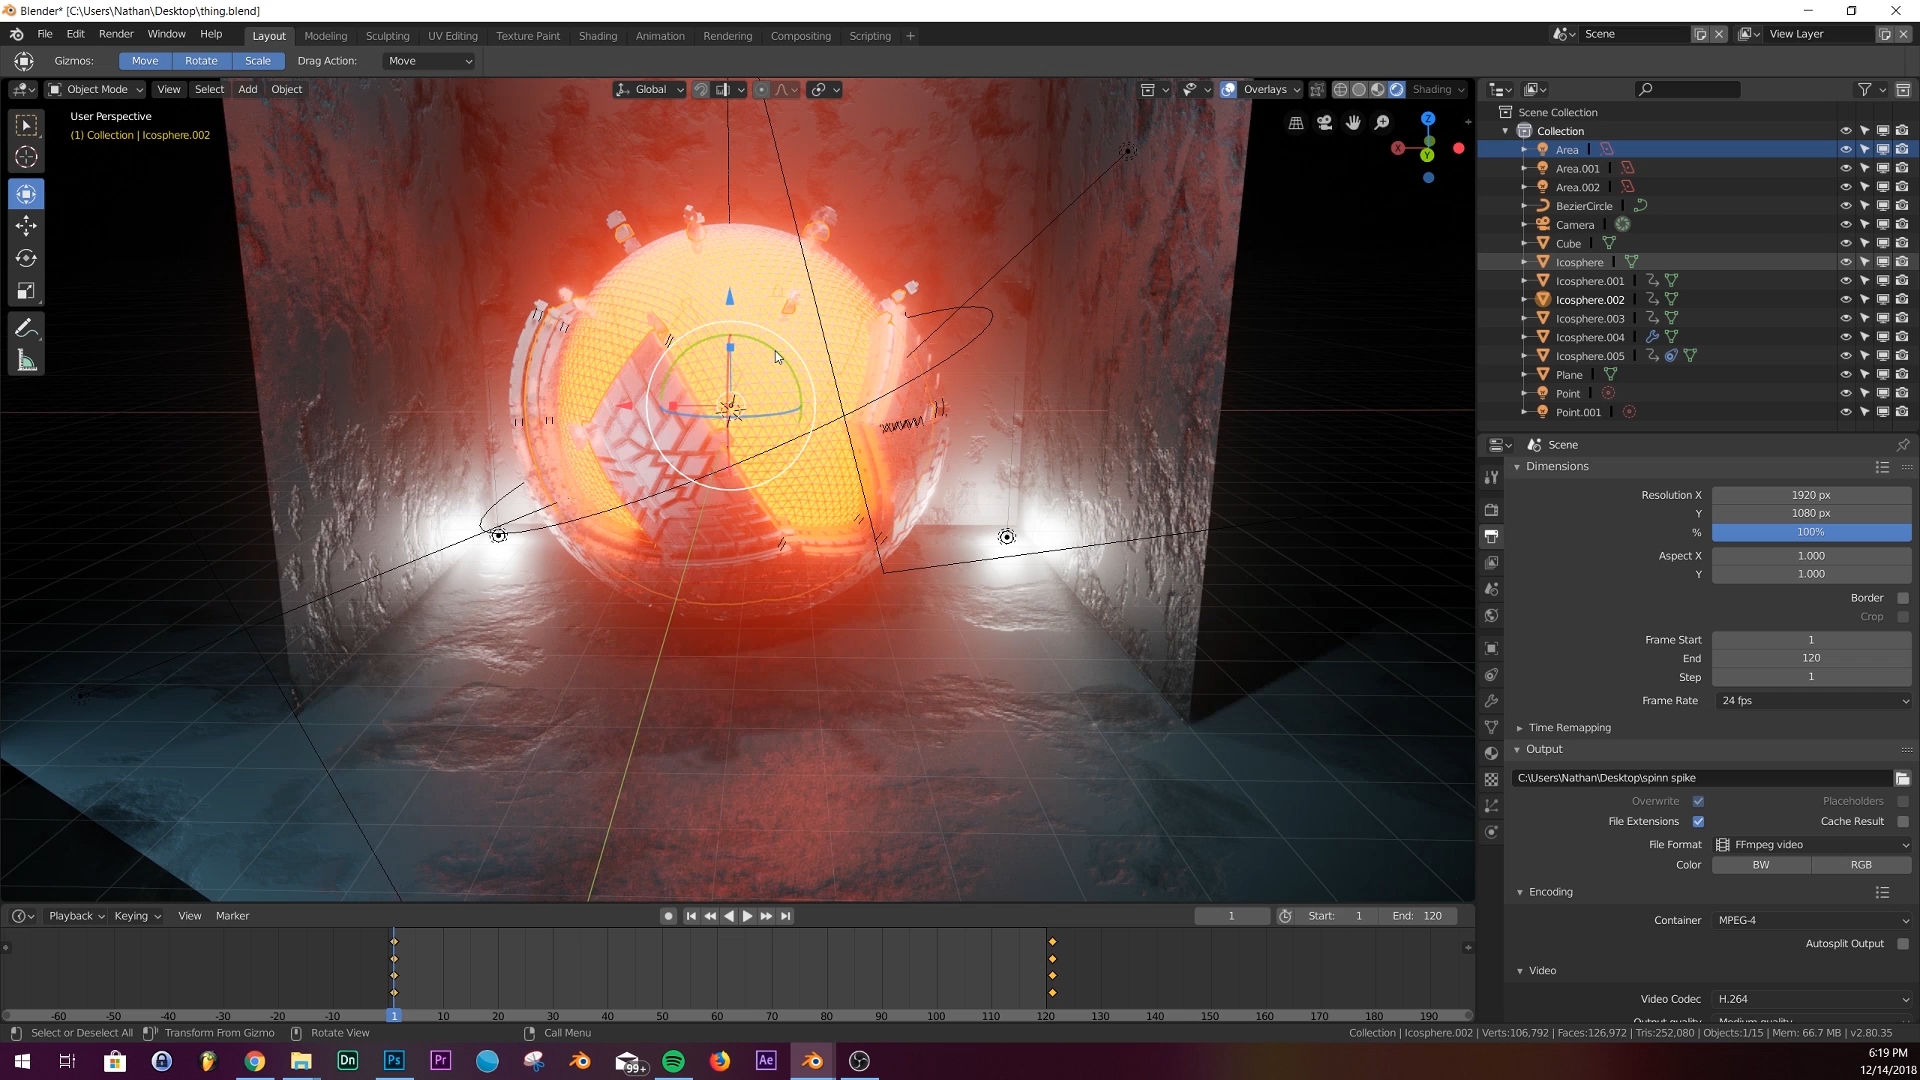 Blender* [C:\Users\Nathan\Desktop\thing.blend]
File Edit Render Window Help Layout Modeling Sculpting UV Editing Texture Paint Shading Animation Rendering Compositing Scripting + Scene View Layer
Gizmos: Move Rotate Scale Drag Action: Move
Object Mode View Select Add Object Global Overlays Shading
User Perspective
(1) Collection | Icosphere.002
Z
X
Y
Scene Collection
Collection
Area
Area.001
Area.002
BezierCircle
Camera
Cube
Icosphere
Icosphere.001
Icosphere.002
Icosphere.003
Icosphere.004
Icosphere.005
Plane
Point
Point.001
Scene
Dimensions
Resolution X 1920 px
Y 1080 px
% 100%
Aspect X 1.000
Y 1.000
Border
Crop
Frame Start 1
End 120
Step 1
Frame Rate 24 fps
Time Remapping
Output
C:\Users\Nathan\Desktop\spinn spike
Overwrite Placeholders
File Extensions Cache Result
File Format FFmpeg video
Color BW RGB
Encoding
Container MPEG-4
Autosplit Output
Video
Video Codec H.264
Output quality Medium quality
Playback Keying View Marker 1 Start: 1 End: 120
-60 -50 -40 -30 -20 -10 1 10 20 30 40 50 60 70 80 90 100 110 120 130 140 150 160 170 180 190
Select or Deselect All Transform From Gizmo Rotate View Call Menu Collection | Icosphere.002 | Verts:106,792 | Faces:126,972 | Tris:252,080 | Objects:1/15 | Mem: 66.7 MB | v2.80.35
Dn Ps Pr 99+ Ae
6:19 PM
12/14/2018